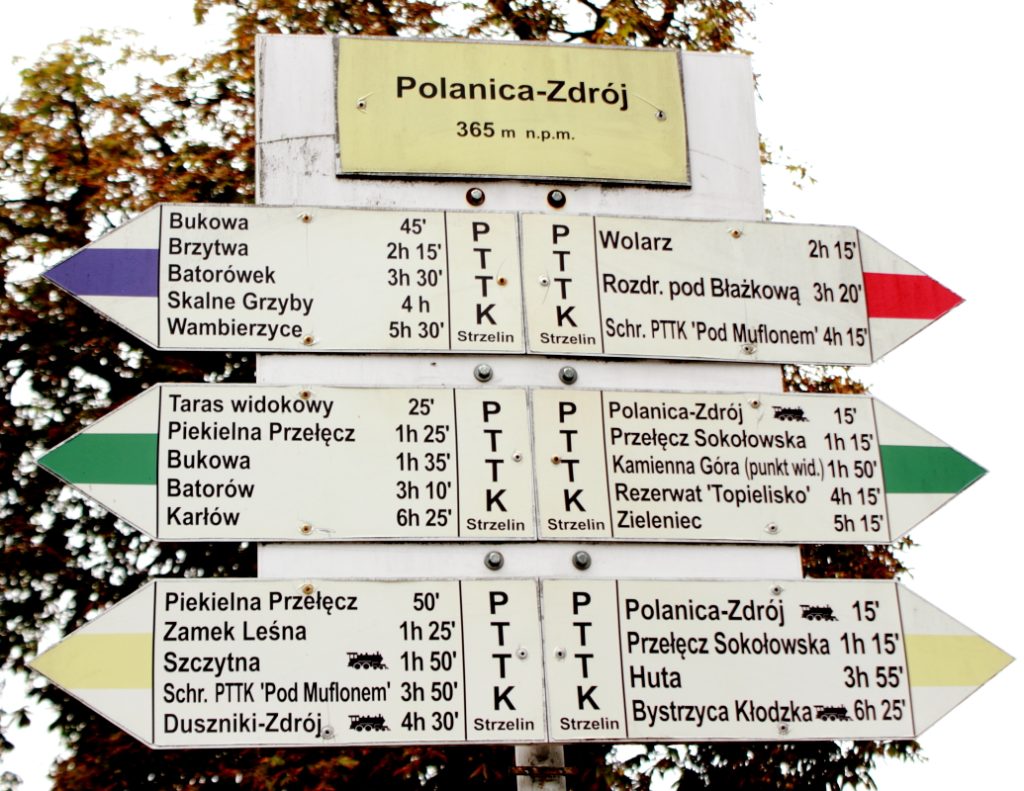 Polanica-Zdrój
365 m n.p.m.
Bukowa 45'
Brzytwa 2h 15'
Batorówek 3h 30'
Skalne Grzyby 4 h
Wambierzyce 5h 30'
PTTK
Strzelin
PTTK
Strzelin
Wolarz 2h 15'
Rozdr. pod Błażkową 3h 20'
Schr. PTTK 'Pod Muflonem' 4h 15'
Taras widokowy 25'
Piekielna Przełęcz 1h 25'
Bukowa 1h 35'
Batorów 3h 10'
Karłów 6h 25'
PTTK
Strzelin
PTTK
Strzelin
Polanica-Zdrój 15'
Przełęcz Sokołowska 1h 15'
Kamienna Góra (punkt wid.) 1h 50'
Rezerwat 'Topielisko' 4h 15'
Zieleniec 5h 15'
Piekielna Przełęcz 50'
Zamek Leśna 1h 25'
Szczytna 1h 50'
Schr. PTTK 'Pod Muflonem' 3h 50'
Duszniki-Zdrój 4h 30'
PTTK
Strzelin
PTTK
Strzelin
Polanica-Zdrój 15'
Przełęcz Sokołowska 1h 15'
Huta 3h 55'
Bystrzyca Kłodzka 6h 25'